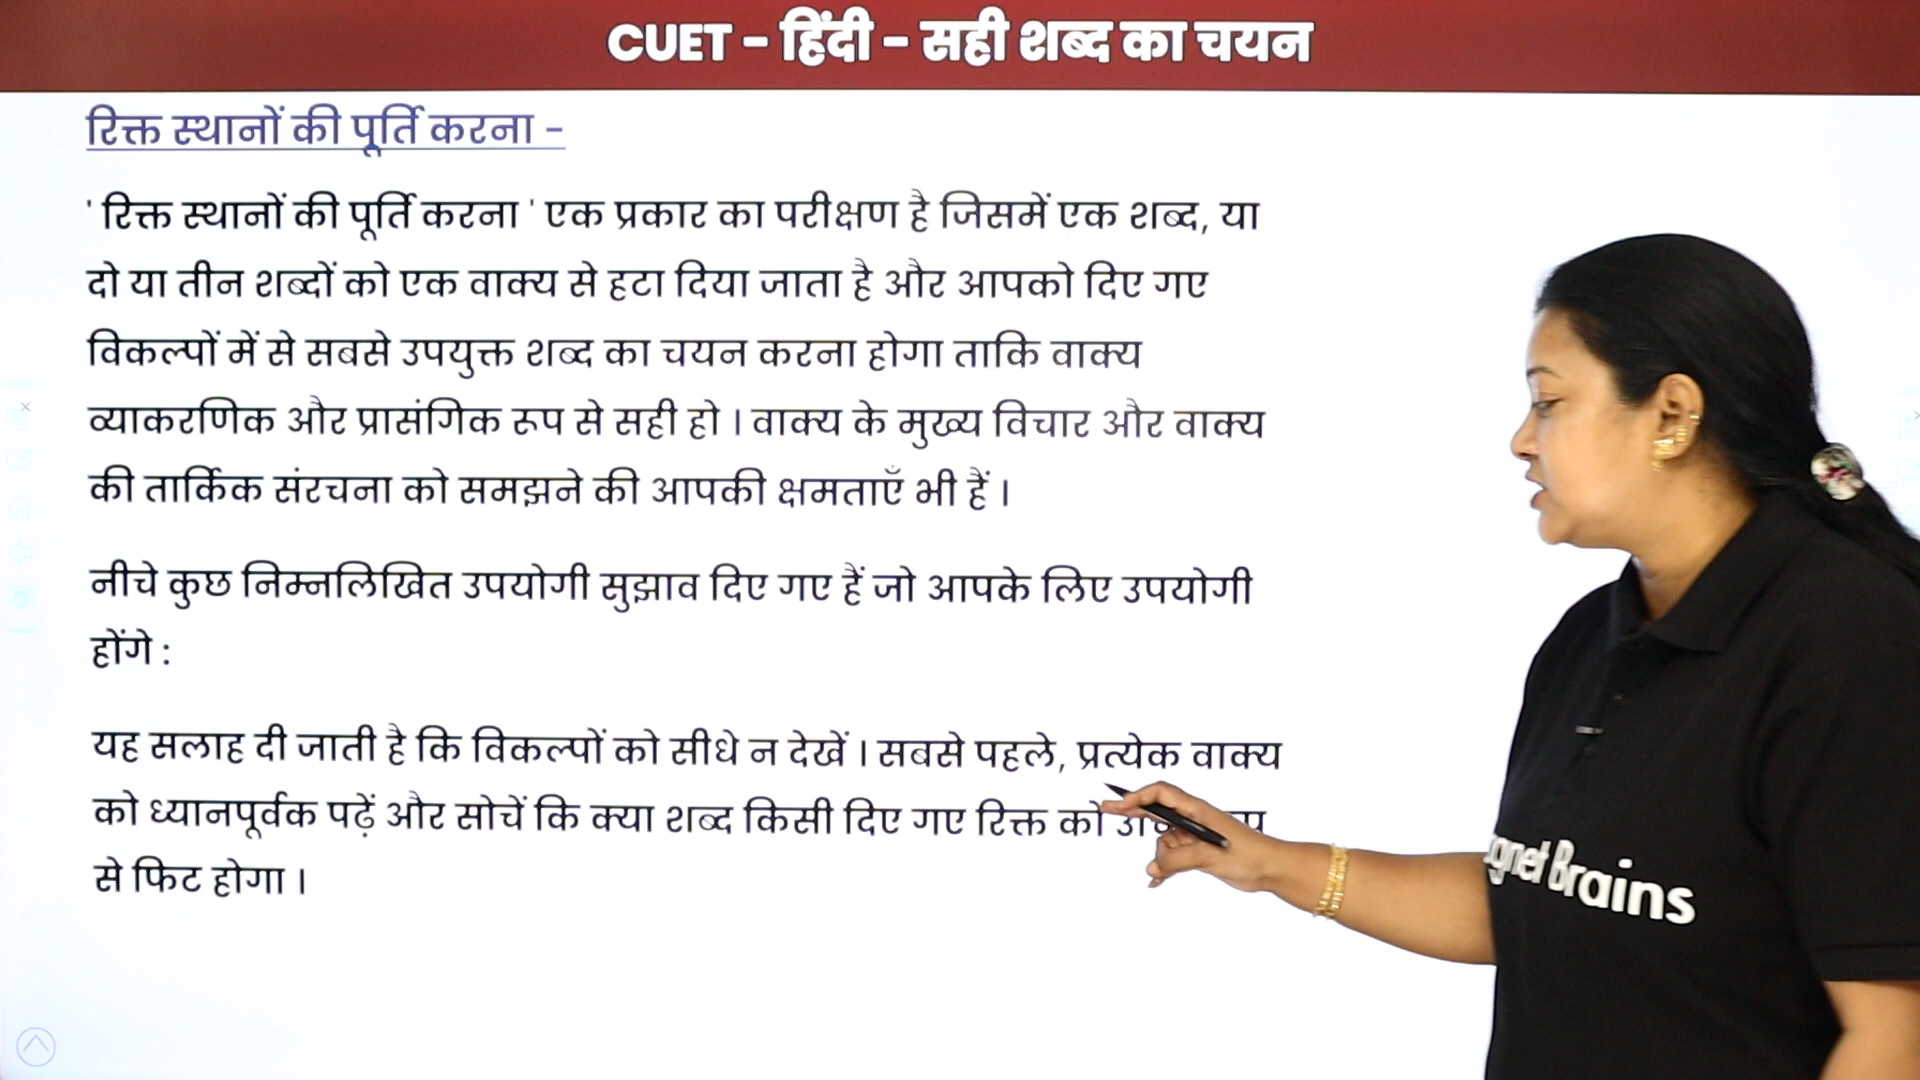 CUET - हिंदी - सही शब्द का चयन
रिक्त स्थानों की पूर्ति करना -
' रिक्त स्थानों की पूर्ति करना ' एक प्रकार का परीक्षण है जिसमें एक शब्द, या
दो या तीन शब्दों को एक वाक्य से हटा दिया जाता है और आपको दिए गए
विकल्पों में से सबसे उपयुक्त शब्द का चयन करना होगा ताकि वाक्य
व्याकरणिक और प्रासंगिक रूप से सही हो । वाक्य के मुख्य विचार और वाक्य
की तार्किक संरचना को समझने की आपकी क्षमताएँ भी हैं ।
नीचे कुछ निम्नलिखित उपयोगी सुझाव दिए गए हैं जो आपके लिए उपयोगी
होंगे :
यह सलाह दी जाती है कि विकल्पों को सीधे न देखें । सबसे पहले, प्रत्येक वाक्य
को ध्यानपूर्वक पढ़ें और सोचें कि क्या शब्द किसी दिए गए रिक्त को
से फिट होगा ।
Brains